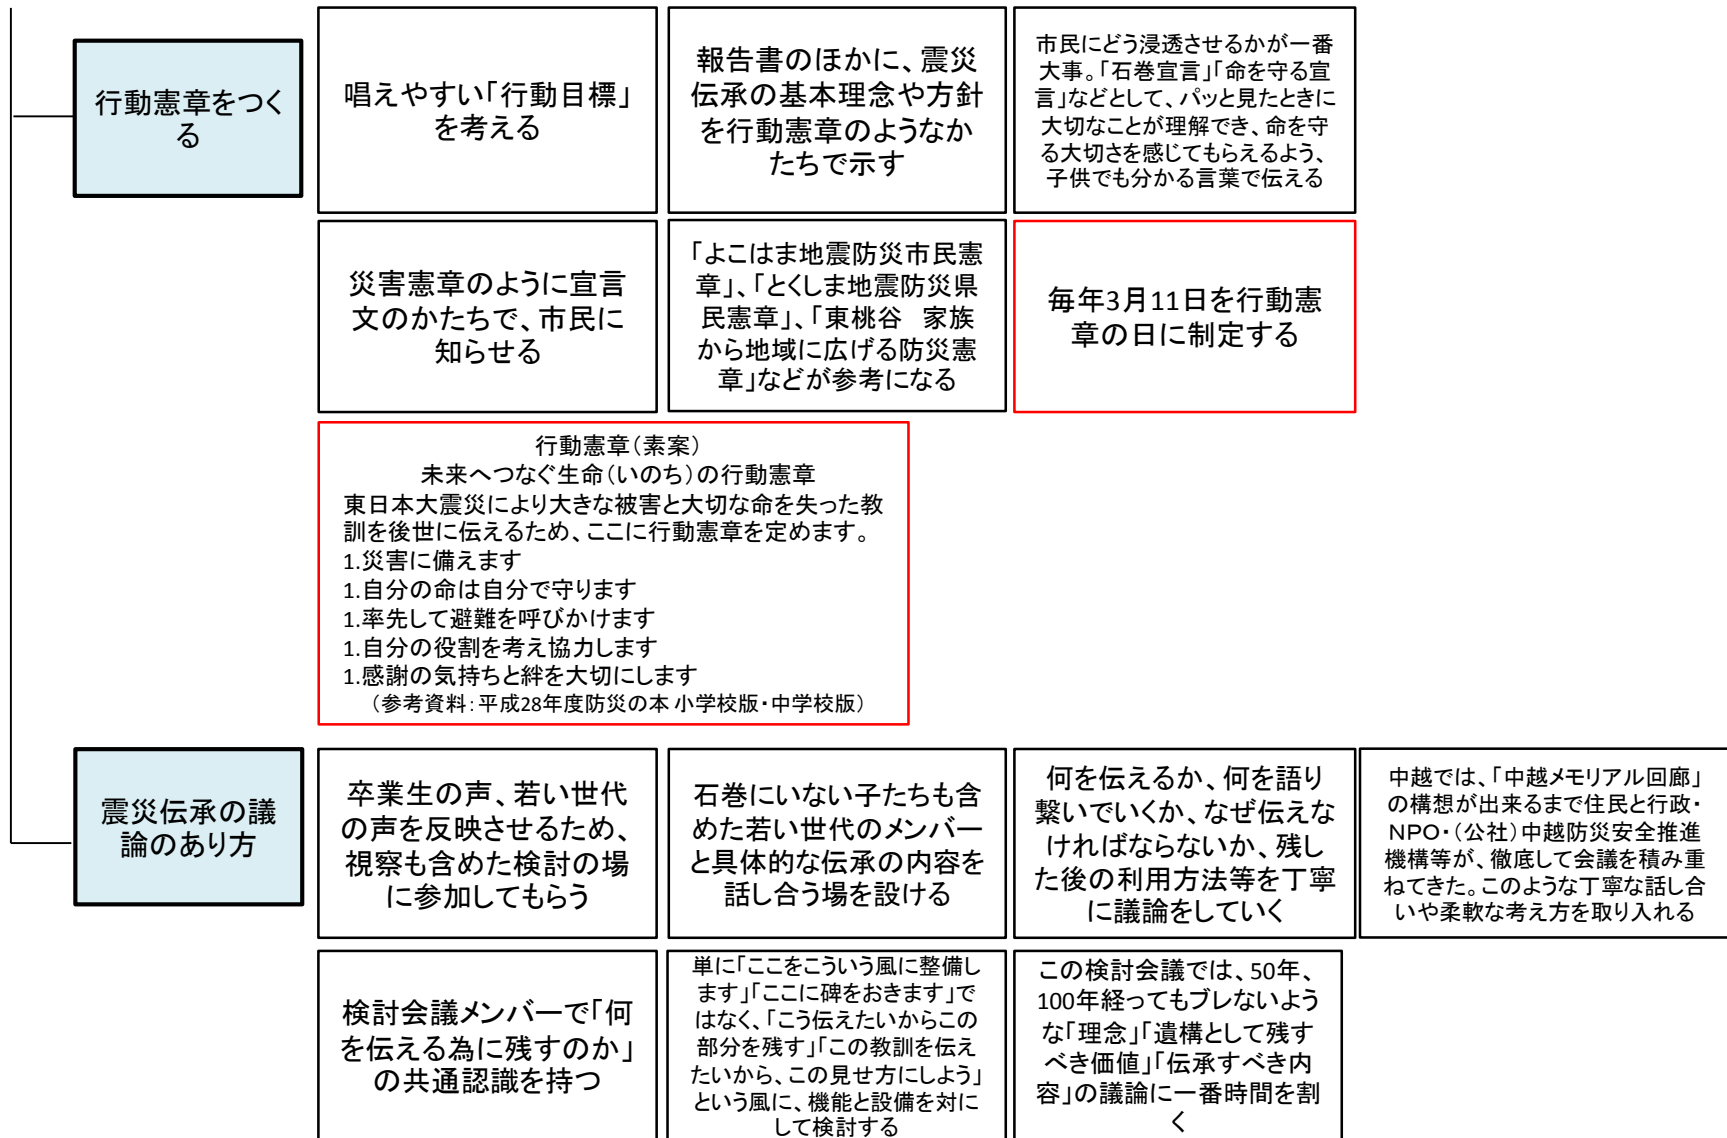 行動憲章をつく
る
唱えやすい「行動目標」
を考える
報告書のほかに、震災
伝承の基本理念や方針
を行動憲章のようなか
たちで示す
市民にどう浸透させるかが一番
大事。「石巻宣言」「命を守る宣
言」などとして、パッと見たときに
大切なことが理解でき、命を守
る大切さを感じてもらえるよう、
子供でも分かる言葉で伝える
災害憲章のように宣言
文のかたちで、市民に
知らせる
「よこはま地震防災市民憲
章」、「とくしま地震防災県
民憲章」、「東桃谷　家族
から地域に広げる防災憲
章」などが参考になる
毎年3月11日を行動憲
章の日に制定する
行動憲章（素案）
未来へつなぐ生命（いのち）の行動憲章
東日本大震災により大きな被害と大切な命を失った教
訓を後世に伝えるため、ここに行動憲章を定めます。
1.災害に備えます
1.自分の命は自分で守ります
1.率先して避難を呼びかけます
1.自分の役割を考え協力します
1.感謝の気持ちと絆を大切にします
（参考資料：平成28年度防災の本 小学校版・中学校版）
震災伝承の議
論のあり方
卒業生の声、若い世代
の声を反映させるため、
視察も含めた検討の場
に参加してもらう
石巻にいない子たちも含
めた若い世代のメンバー
と具体的な伝承の内容を
話し合う場を設ける
何を伝えるか、何を語り
繋いでいくか、なぜ伝えな
ければならないか、残し
た後の利用方法等を丁寧
に議論をしていく
中越では、「中越メモリアル回廊」
の構想が出来るまで住民と行政・
ＮＰＯ・（公社）中越防災安全推進
機構等が、徹底して会議を積み重
ねてきた。このような丁寧な話し合
いや柔軟な考え方を取り入れる
検討会議メンバーで「何
を伝える為に残すのか」
の共通認識を持つ
単に「ここをこういう風に整備し
ます」「ここに碑をおきます」で
はなく、「こう伝えたいからこの
部分を残す」「この教訓を伝え
たいから、この見せ方にしよう」
という風に、機能と設備を対に
して検討する
この検討会議では、50年、
100年経ってもブレないよう
な「理念」「遺構として残す
べき価値」「伝承すべき内
容」の議論に一番時間を割
く